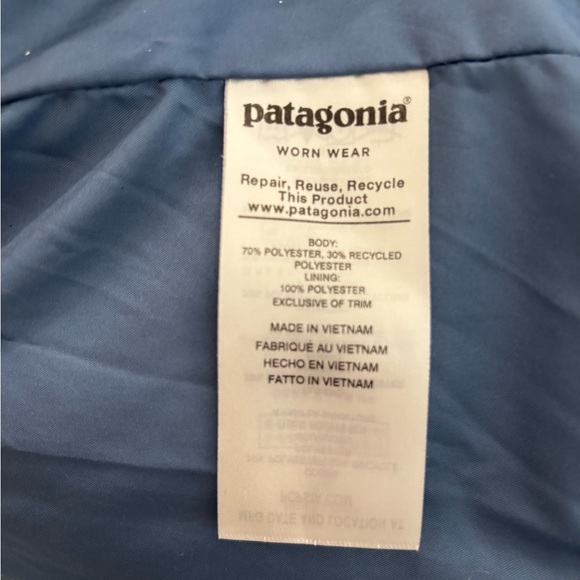 patagonia®
WORN WEAR
Repair, Reuse, Recycle
This Product
www.patagonia.com
BODY:
70% POLYESTER, 30% RECYCLED
POLYESTER
LINING:
100% POLYESTER
EXCLUSIVE OF TRIM
MADE IN VIETNAM
FABRIQUÉ AU VIETNAM
HECHO EN VIETNAM
FATTO IN VIETNAM